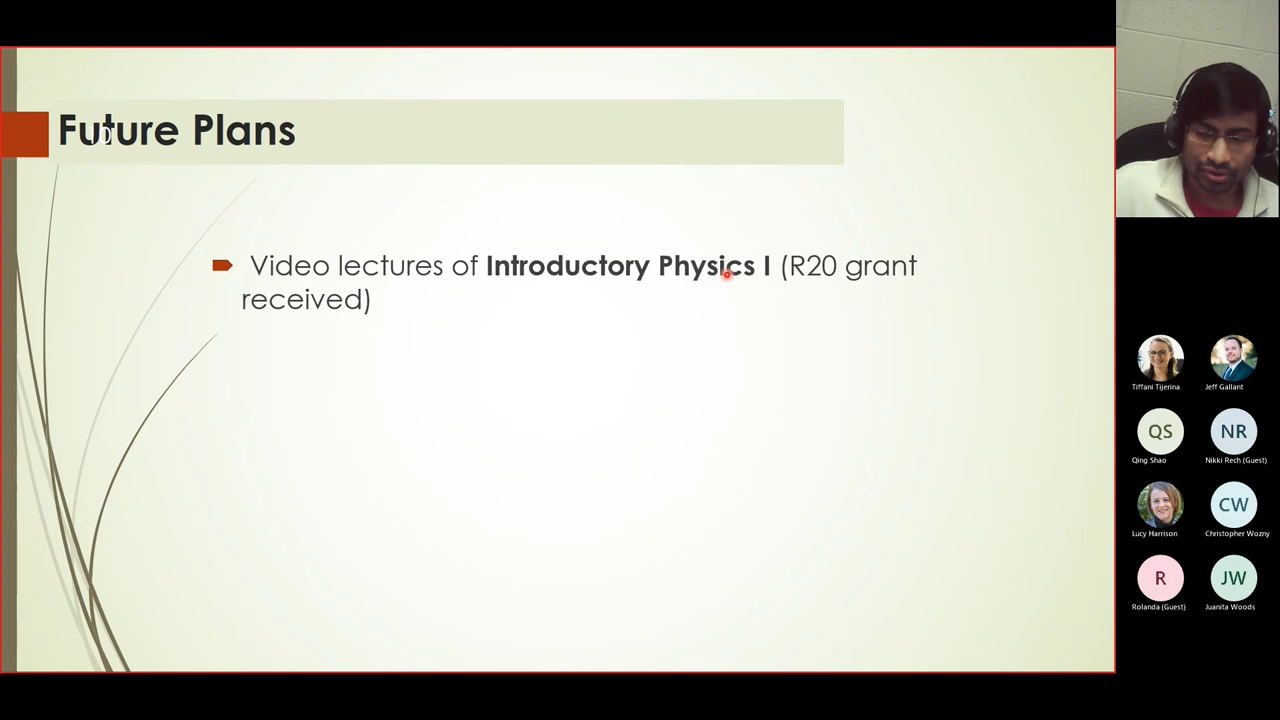 Future Plans
Video lectures of Introductory Physics I (R20 grant
received)
Tiffani Tijerina
Jeff Gallant
QS
NR
Qing Shao
Nikki Rech (Guest)
CW
Lucy Harrison
Christopher Wozny
R
JW
Rolanda (Guest)
Juanita Woods